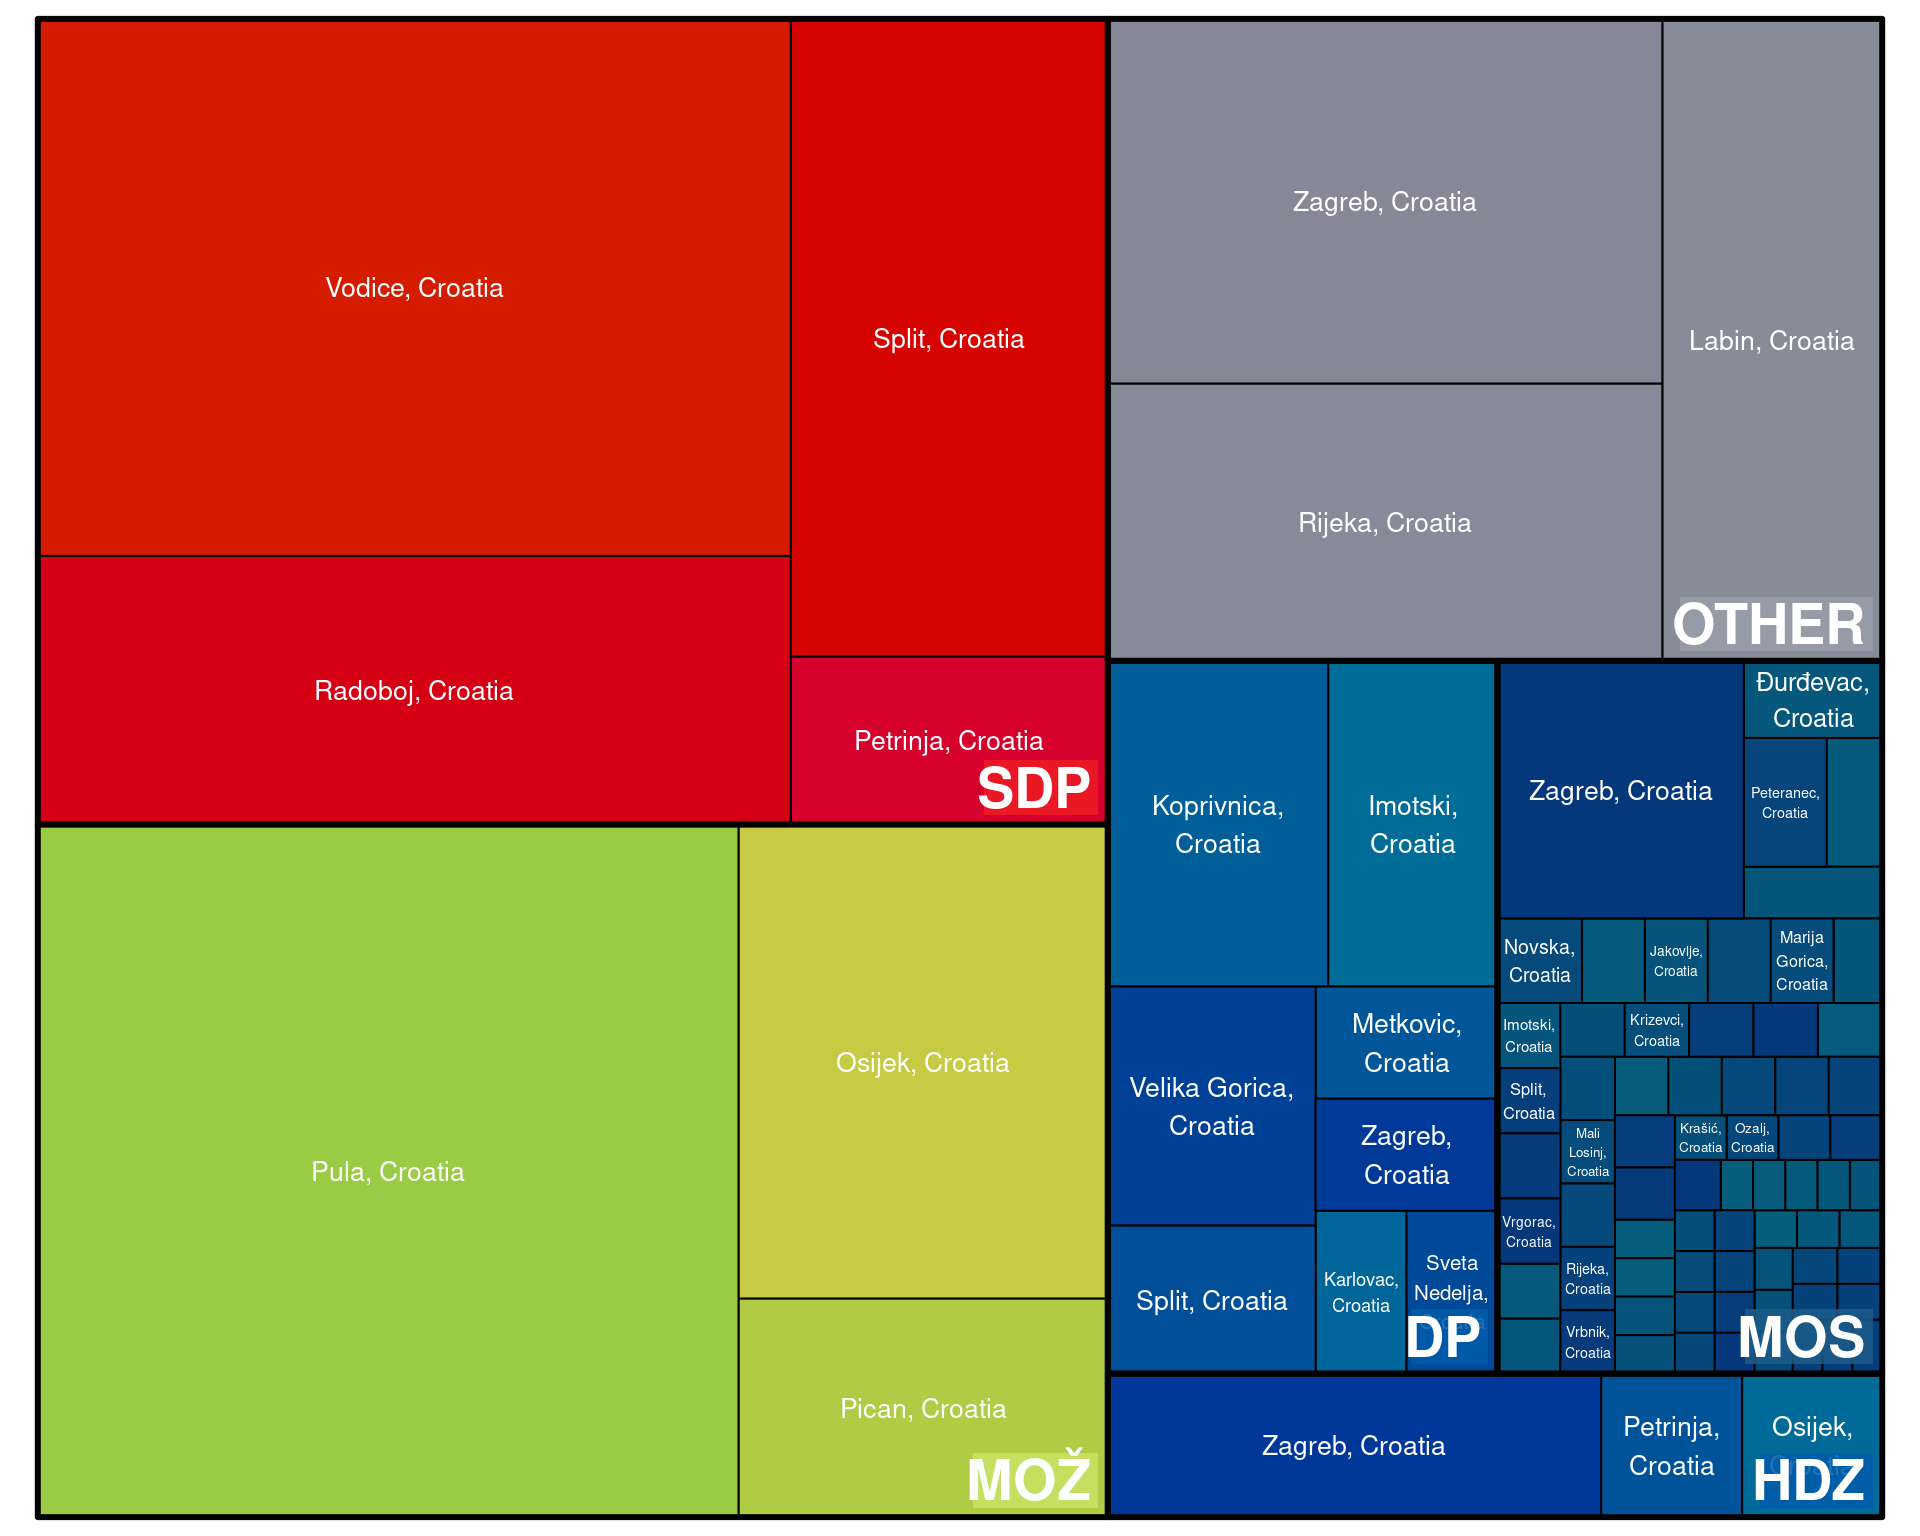 Vodice, Croatia
Split, Croatia
Radoboj, Croatia
Petrinja, Croatia
SDP
Pula, Croatia
Osijek, Croatia
Pican, Croatia
MOŽ
Zagreb, Croatia
Rijeka, Croatia
Labin, Croatia
OTHER
Koprivnica,
Croatia
Imotski,
Croatia
Velika Gorica,
Croatia
Metkovic,
Croatia
Zagreb,
Croatia
Split, Croatia
Karlovac,
Croatia
Sveta
Nedelja,
Croatia
DP
Zagreb, Croatia
Đurđevac,
Croatia
Peteranec,
Croatia
Novska,
Croatia
Jakovlje,
Croatia
Marija
Gorica,
Croatia
Imotski,
Croatia
Krizevci,
Croatia
Split,
Croatia
Mali
Losinj,
Croatia
Krašić,
Croatia
Ozalj,
Croatia
Vrgorac,
Croatia
Rijeka,
Croatia
Vrbnik,
Croatia
MOS
Zagreb, Croatia
Petrinja,
Croatia
Osijek,
Croatia
HDZ